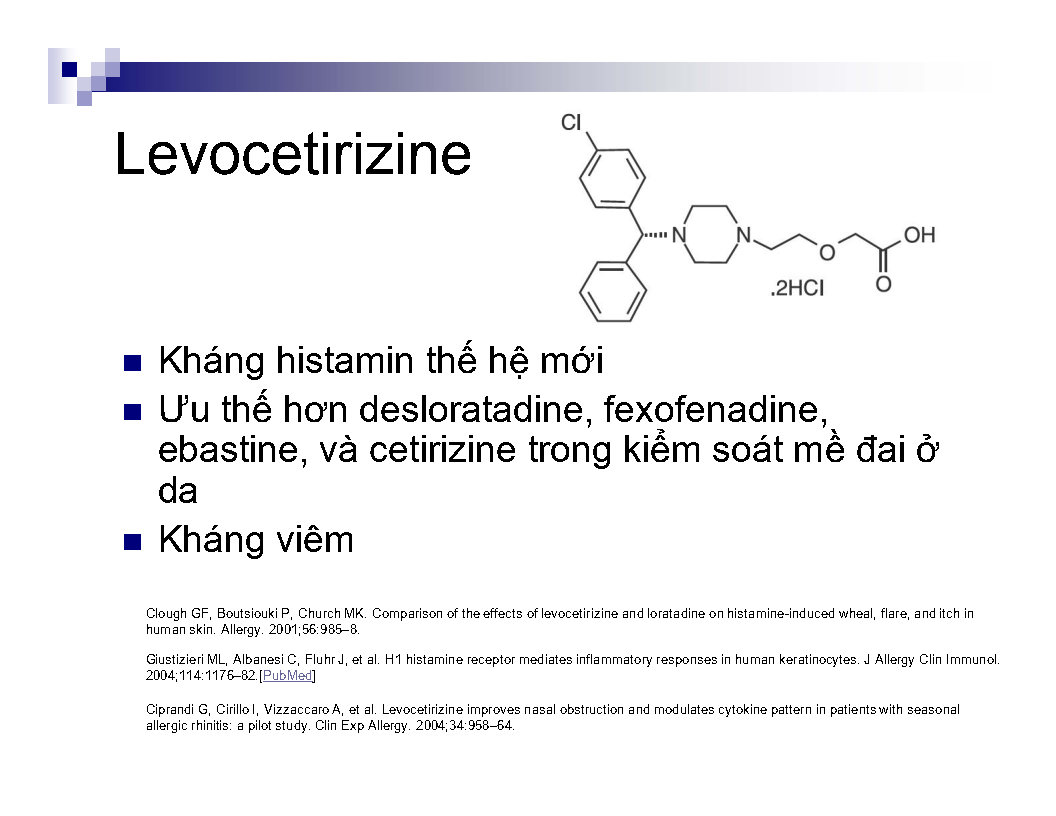 Levocetirizine
Cl
N
N
O
OH
O
.2HCl
Kháng histamin thế hệ mới
Ưu thế hơn desloratadine, fexofenadine,
ebastine, và cetirizine trong kiểm soát mề đai ở
da
Kháng viêm
Clough GF, Boutsiouki P, Church MK. Comparison of the effects of levocetirizine and loratadine on histamine-induced wheal, flare, and itch in
human skin. Allergy. 2001;56:985–8.
Giustizieri ML, Albanesi C, Fluhr J, et al. H1 histamine receptor mediates inflammatory responses in human keratinocytes. J Allergy Clin Immunol.
2004;114:1176–82.[PubMed]
Ciprandi G, Cirillo I, Vizzaccaro A, et al. Levocetirizine improves nasal obstruction and modulates cytokine pattern in patients with seasonal
allergic rhinitis: a pilot study. Clin Exp Allergy. 2004;34:958–64.